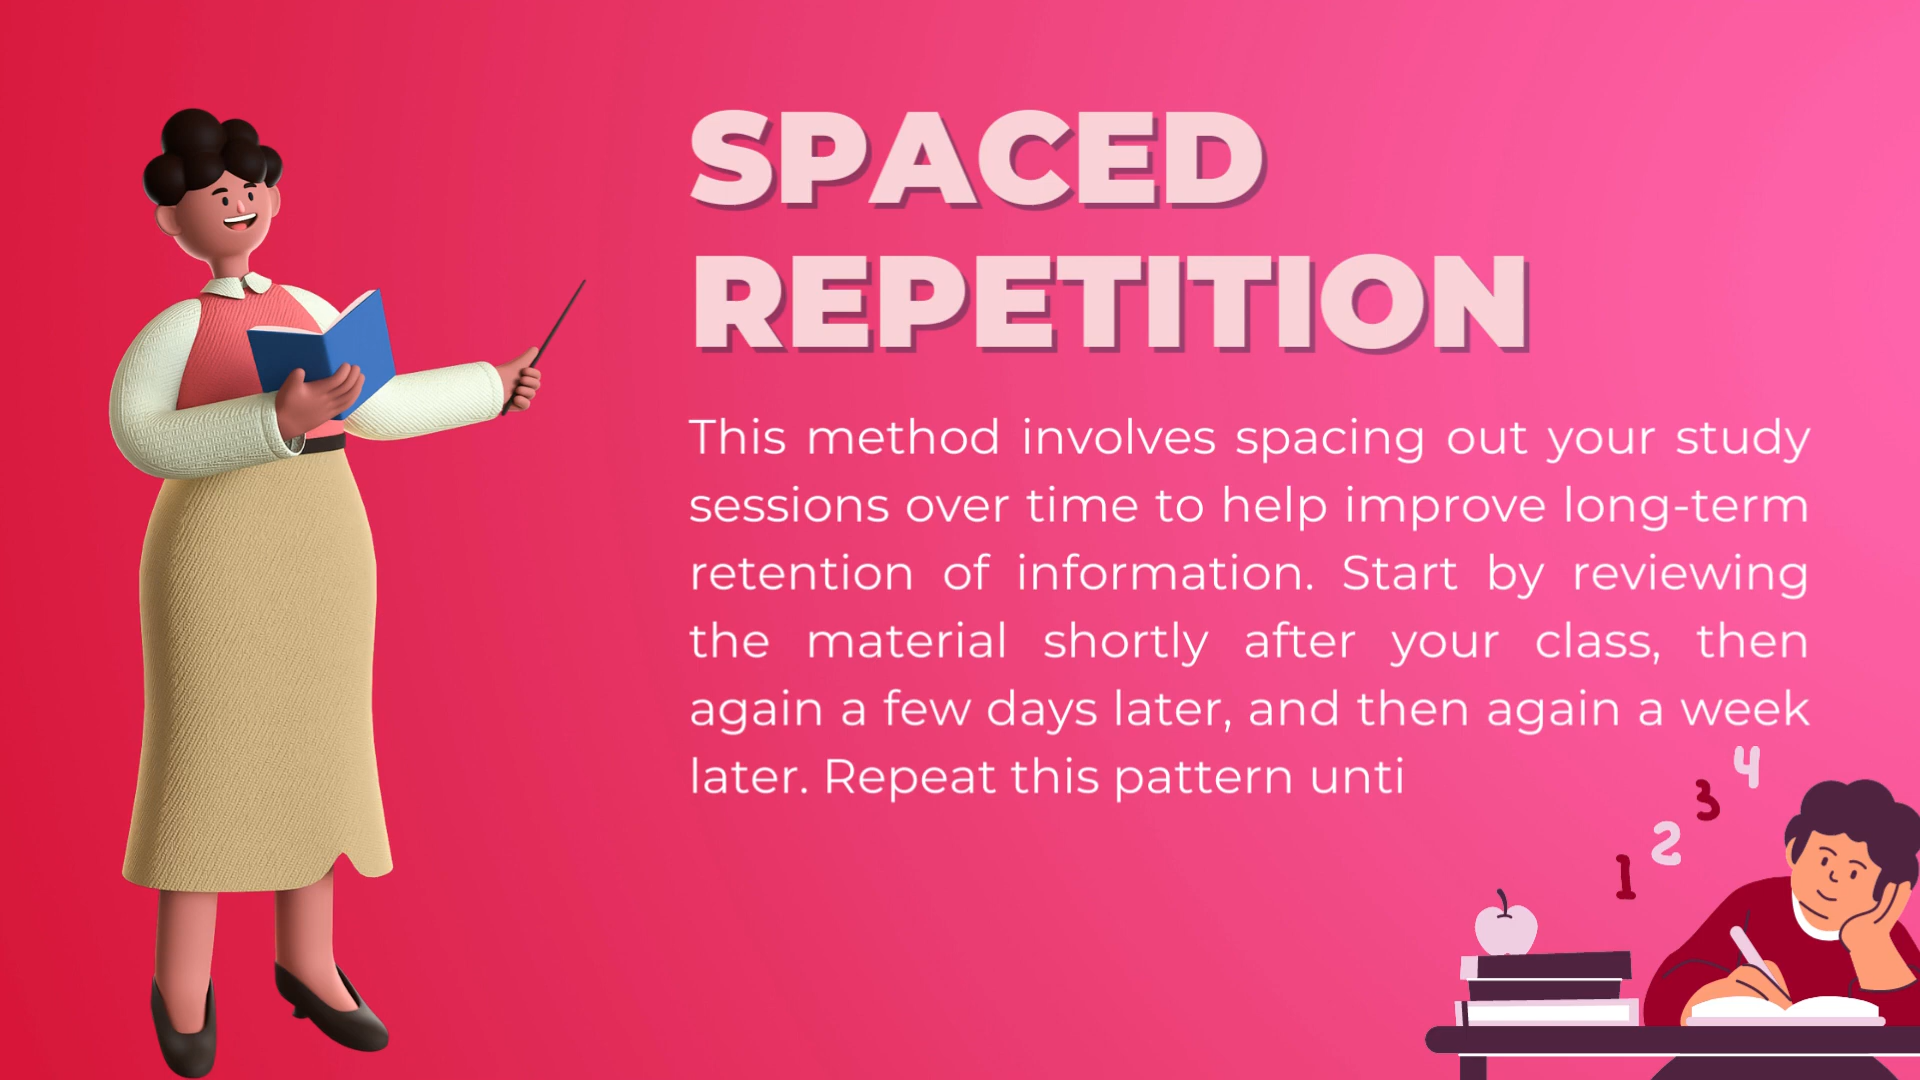 SPACED
REPETITION
This method involves spacing out your study
sessions over time to help improve long-term
retention of information. Start by reviewing
the material shortly after your class, then
again a few days later, and then again a week
later. Repeat this pattern unti
4
3
2
1